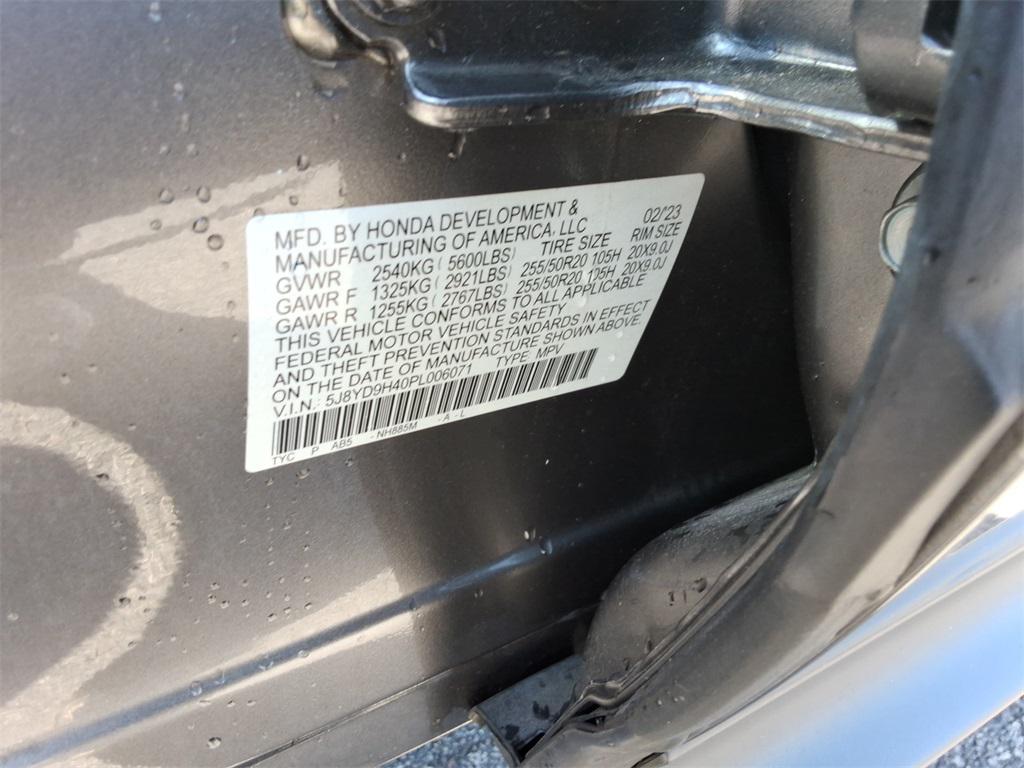 MFD. BY HONDA DEVELOPMENT & 02/'23
MANUFACTURING OF AMERICA, LLC
GVWR 2540KG ( 5600LBS) TIRE SIZE RIM SIZE
GAWR F 1325KG ( 2921LBS) 255/50R20 105H 20X9.0J
GAWR R 1255KG ( 2767LBS) 255/50R20 105H 20X9.0J
THIS VEHICLE CONFORMS TO ALL APPLICABLE
FEDERAL MOTOR VEHICLE SAFETY
AND THEFT PREVENTION STANDARDS IN EFFECT
ON THE DATE OF MANUFACTURE SHOWN ABOVE.
V.I.N.: 5J8YD9H40PL006071 TYPE MPV
TYC P AB5 -NH885M -A -L